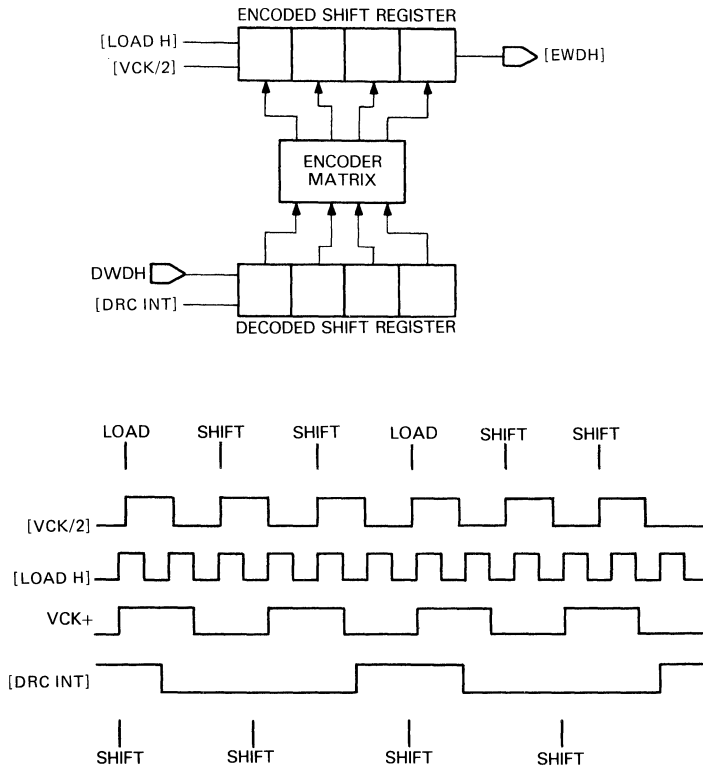 ENCODED SHIFT REGISTER
[LOAD H]
[VCK/2]
[EWDH]
ENCODER
MATRIX
DWDH
[DRC INT]
DECODED SHIFT REGISTER
LOAD SHIFT SHIFT LOAD SHIFT SHIFT
[VCK/2]
[LOAD H]
VCK+
[DRC INT]
SHIFT SHIFT SHIFT SHIFT